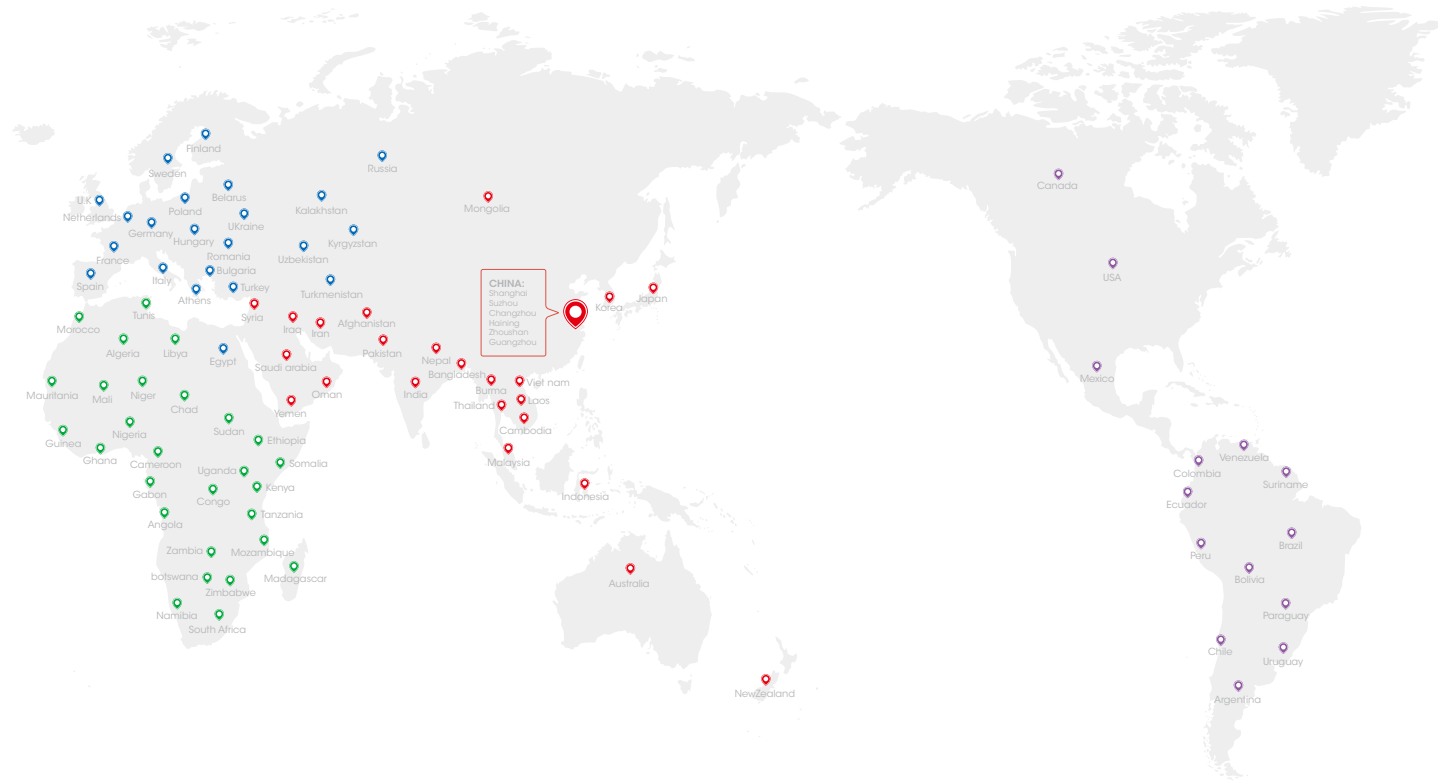 Finland
Sweden
Russia
Canada
Belarus
U.K
Poland
Kalakhstan
Mongolia
Netherlands
Germany
UKraine
Hungary
Kyrgyzstan
France
Romania
Uzbekistan
Italy
Bulgaria
USA
Spain
Athens
Turkey
Turkmenistan
CHINA:
Shanghai
Suzhou
Changzhou
Haining
Zhoushan
Guangzhou
Korea
Japan
Tunis
Syria
Morocco
Iraq
Iran
Afghanistan
Algeria
Libya
Egypt
Pakistan
Nepal
Saudi arabia
Bangladesh
Mexico
Mauritania
Mali
Niger
Oman
India
Burma
Viet nam
Chad
Yemen
Thailand
Laos
Nigeria
Sudan
Cambodia
Guinea
Ethiopia
Ghana
Cameroon
Somalia
Malaysia
Venezuela
Uganda
Colombia
Gabon
Congo
Kenya
Indonesia
Suriname
Ecuador
Angola
Tanzania
Zambia
Mozambique
Peru
Brazil
botswana
Zimbabwe
Madagascar
Australia
Bolivia
Namibia
South Africa
Paraguay
Chile
Uruguay
NewZealand
Argentina